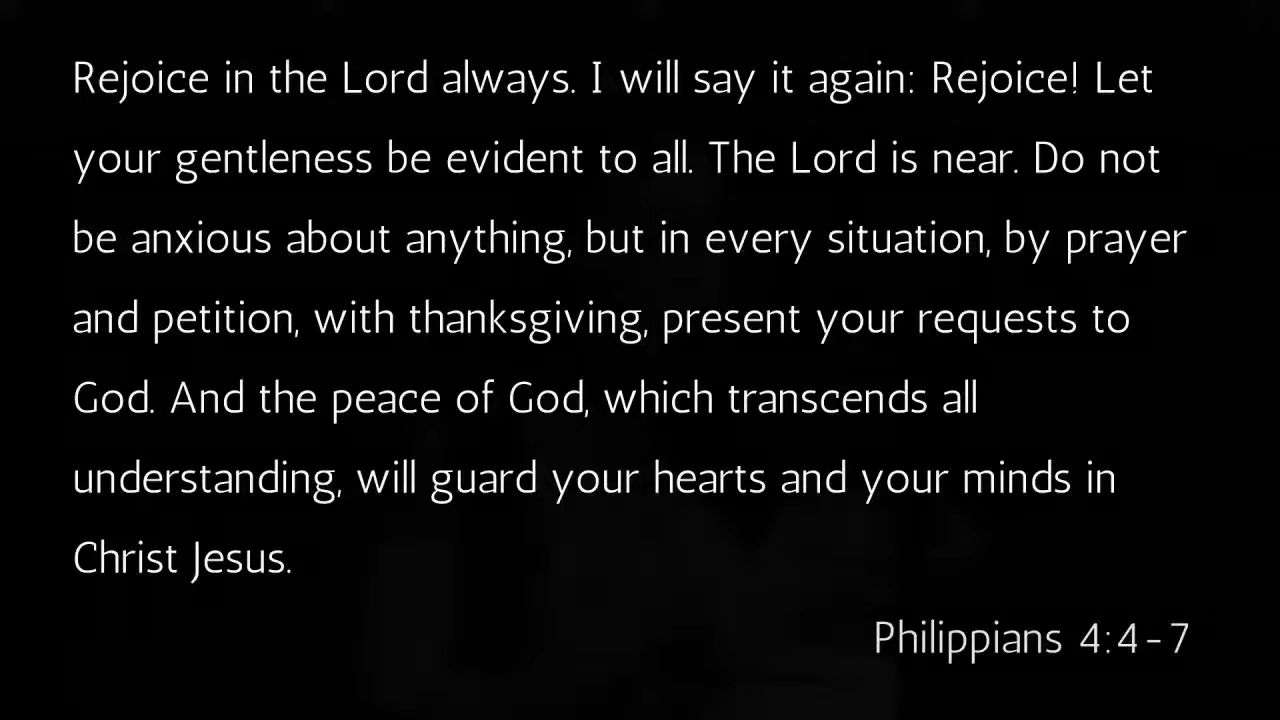 Rejoice in the Lord always. I will say it again: Rejoice! Let
your gentleness be evident to all. The Lord is near. Do not
be anxious about anything, but in every situation, by prayer
and petition, with thanksgiving, present your requests to
God. And the peace of God, which transcends all
understanding, will guard your hearts and your minds in
Christ Jesus.
Philippians 4:4-7